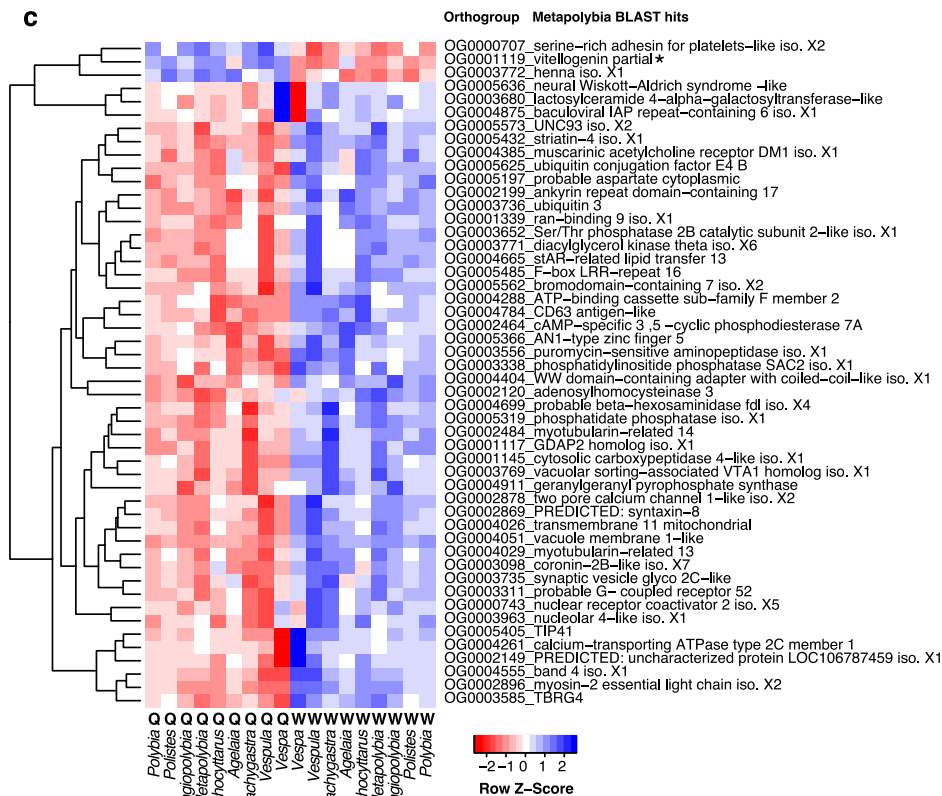 c
Orthogroup Metapolybia BLAST hits
OG0000707_serine-rich adhesin for platelets-like iso. X2
OG0001119_vitellogenin partial*
OG0003772_henna iso. X1
OG0005636_neural Wiskott-Aldrich syndrome -like
OG0003680_lactosylceramide 4-alpha-galactosyltransferase-like
OG0004875_baculoviral IAP repeat-containing 6 iso. X1
OG0005573_UNC93 iso. X2
OG0005432_striatin-4 iso. X1
OG0004385_muscarinic acetylcholine receptor DM1 iso. X1
OG0005625_ubiquitin conjugation factor E4 B
OG0005197_probable aspartate cytoplasmic
OG0002199_ankyrin repeat domain-containing 17
OG0003736_ubiquitin 3
OG0001339_ran-binding 9 iso. X1
OG0003652_Ser/Thr phosphatase 2B catalytic subunit 2-like iso. X1
OG0003771_diacylglycerol kinase theta iso. X6
OG0004665_stAR-related lipid transfer 13
OG0005485_F-box LRR-repeat 16
OG0005562_bromodomain-containing 7 iso. X2
OG0004288_ATP-binding cassette sub-family F member 2
OG0004784_CD63 antigen-like
OG0002464_cAMP-specific 3 ,5 -cyclic phosphodiesterase 7A
OG0005366_AN1-type zinc finger 5
OG0003556_puromycin-sensitive aminopeptidase iso. X1
OG0003338_phosphatidylinositide phosphatase SAC2 iso. X1
OG0004404_WW domain-containing adapter with coiled-coil-like iso. X1
OG0002120_adenosylhomocysteinase 3
OG0004699_probable beta-hexosaminidase fdl iso. X4
OG0005319_phosphatidate phosphatase iso. X1
OG0002484_myotubularin-related 14
OG0001117_GDAP2 homolog iso. X1
OG0001145_cytosolic carboxypeptidase 4-like iso. X1
OG0003769_vacuolar sorting-associated VTA1 homolog iso. X1
OG0004911_geranylgeranyl pyrophosphate synthase
OG0002878_two pore calcium channel 1-like iso. X2
OG0002869_PREDICTED: syntaxin-8
OG0004026_transmembrane 11 mitochondrial
OG0004051_vacuole membrane 1-like
OG0004029_myotubularin-related 13
OG0003098_coronin-2B-like iso. X7
OG0003735_synaptic vesicle glyco 2C-like
OG0003311_probable G- coupled receptor 52
OG0000743_nuclear receptor coactivator 2 iso. X5
OG0003963_nucleolar 4-like iso. X1
OG0005405_TIP41
OG0004261_calcium-transporting ATPase type 2C member 1
OG0002149_PREDICTED: uncharacterized protein LOC106787459 iso. X1
OG0004555_band 4 iso. X1
OG0002896_myosin-2 essential light chain iso. X2
OG0003585_TBRG4
Q Q Q Q Q Q Q Q Q W W W W W W W W W
Polybia
Polistes
ngiopolybia
Metapolybia
hocyttarus
Agelaia
achygastra
Vespula
Vespa
Vespa
Vespula
achygastra
Agelaia
hocyttarus
Metapolybia
ngiopolybia
Polistes
Polybia
-2 -1 0 1 2
Row Z-Score